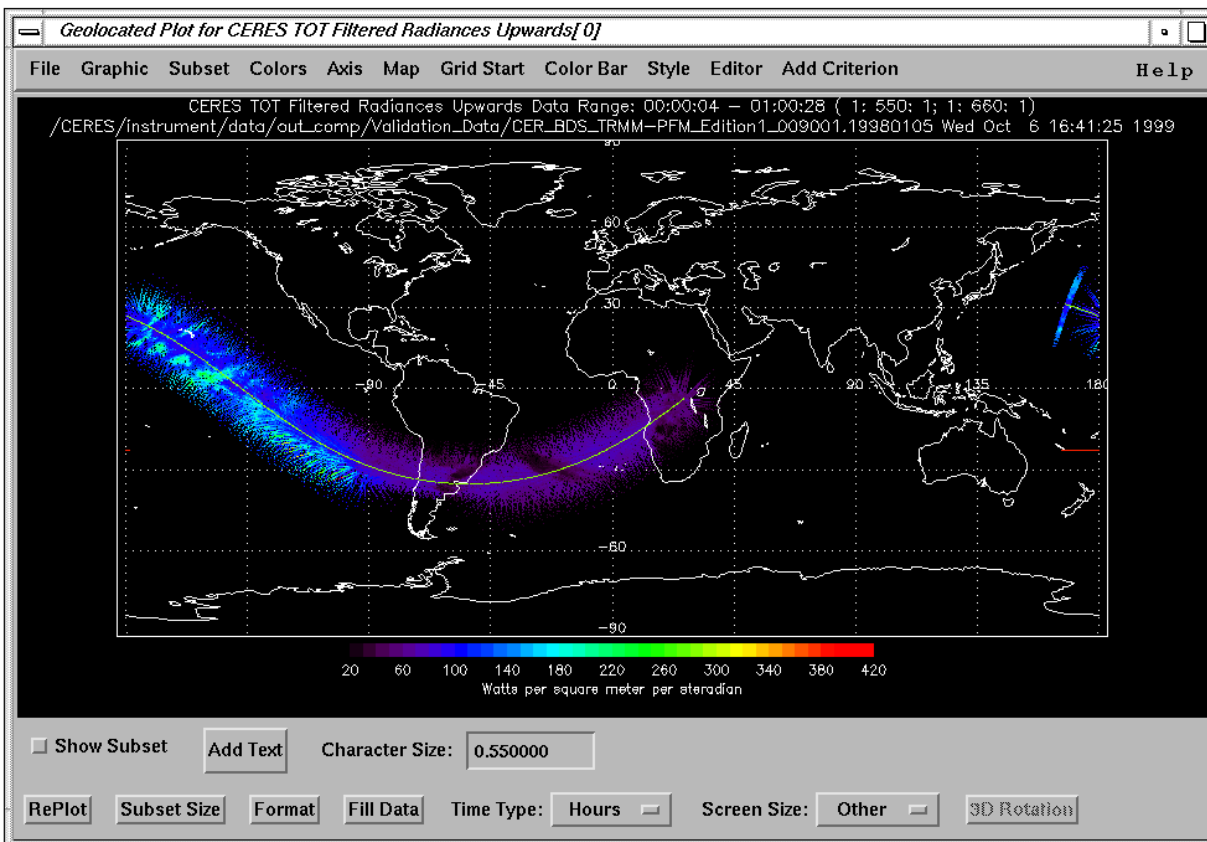 Geolocated Plot for CERES TOT Filtered Radiances Upwards[ 0]
File Graphic Subset Colors Axis Map Grid Start Color Bar Style Editor Add Criterion Help
CERES TOT Filtered Radiances Upwards Data Range: 00:00:04 – 01:00:28 ( 1: 550: 1; 1: 660: 1)
/CERES/instrument/data/out_comp/Validation_Data/CER_BDS_TRMM-PFM_Edition1_009001.19980105 Wed Oct 6 16:41:25 1999
90
60
30
-90 -45 0 45 90 135 180
-60
-90
20 60 100 140 180 220 260 300 340 380 420
Watts per square meter per steradian
Show Subset Add Text Character Size: 0.550000
RePlot Subset Size Format Fill Data Time Type: Hours Screen Size: Other 3D Rotation